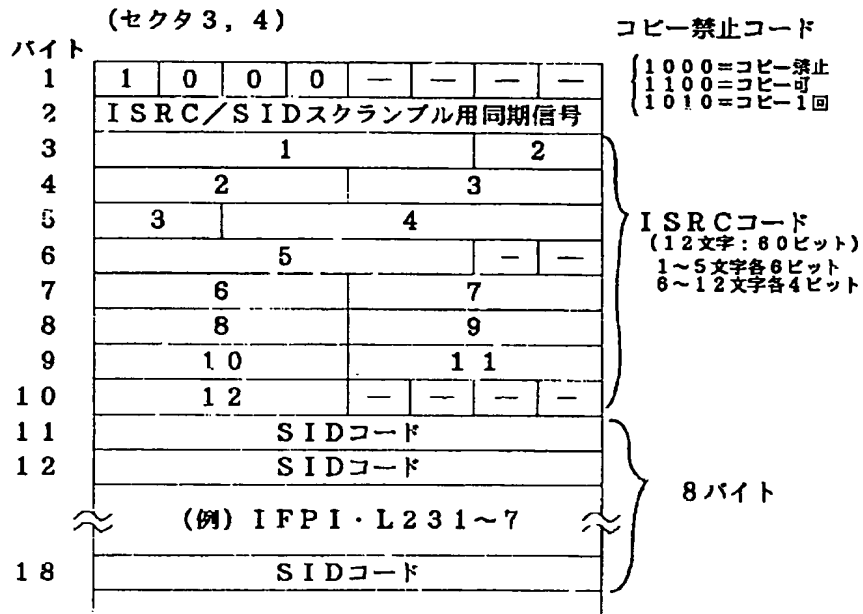 (セクタ3, 4)
コピー禁止コード
バイト
1 1 0 0 0 — — — —
1000=コピー禁止
1100=コピー可
1010=コピー1回
2 ISRC/SIDスクランブル用同期信号
3 1 2
4 2 3
5 3 4
6 5 — —
7 6 7
8 8 9
9 10 11
10 12 — — — —
ISRCコード
(12文字:60ビット)
1~5文字各6ビット
6~12文字各4ビット
11 SIDコード
12 SIDコード
(例) IFPI・L231~7
18 SIDコード
8バイト